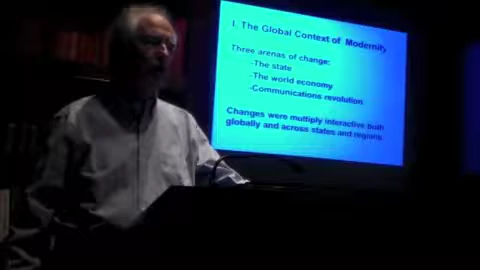 I. The Global Context of Modernity
Three arenas of change:
-The state
-The world economy
-Communications revolution
Changes were multiply interactive both
globally and across states and regions.